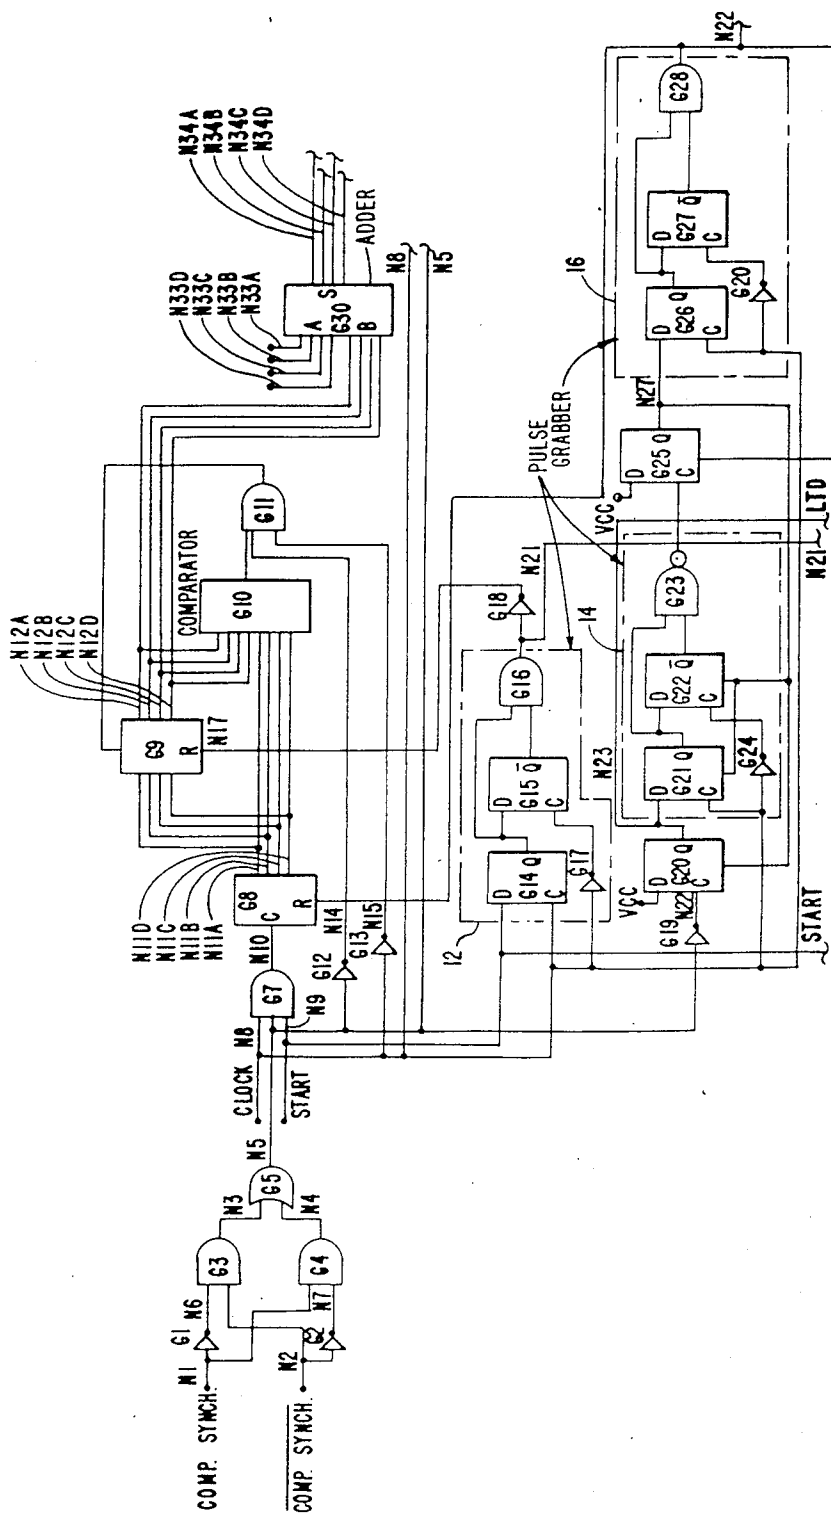 COMP. SYNCH.
COMP. SYNCH.
N1
N2
G1
G2
N6
N7
G3
G4
N3
N4
G5
N5
CLOCK
START
N8
N9
G7
N10
N11D
N11C
N11B
N11A
G8
C
R
G12
N14
G13
N15
N12A
N12B
N12C
N12D
G9
R
N17
COMPARATOR
G10
G11
N33D
N33C
N33B
N33A
A
S
G30
B
ADDER
N34A
N34B
N34C
N34D
N8
N5
12
D
G14
Q
C
G17
D
G15
Q
C
G16
G18
N21
PULSE
GRABBER
START
G19
N22
VCC
D
G20
Q
C
N23
14
D
G21
Q
C
G24
D
G22
Q
C
G23
N21
LTD
VCC
D
G25
Q
C
N27
16
D
G26
Q
C
G20
D
G27
Q
C
G28
N22